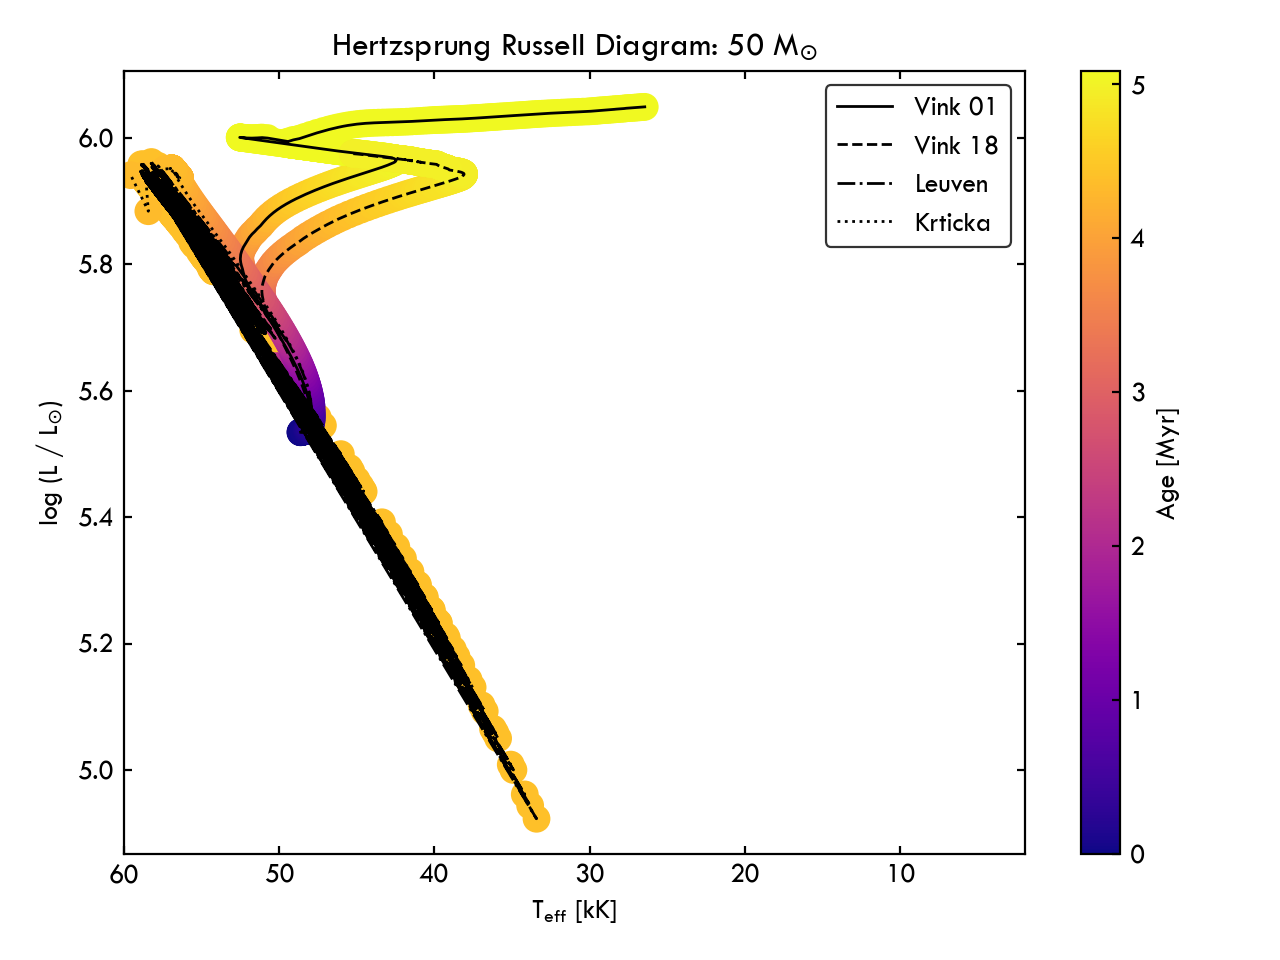 Hertzsprung Russell Diagram: 50 M☉
Vink 01
Vink 18
Leuven
Krticka
log (L / L☉)
6.0
5.8
5.6
5.4
5.2
5.0
60
50
40
30
20
10
Teff [kK]
5
4
3
2
1
0
Age [Myr]